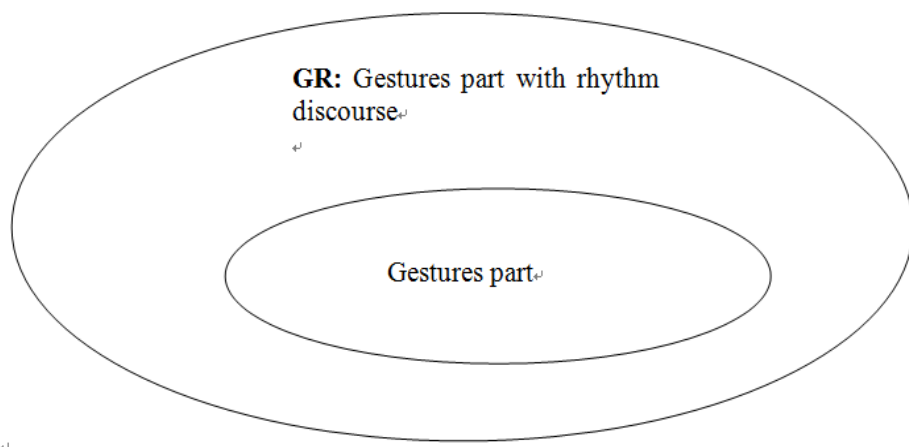 GR: Gestures part with rhythm
discourse↵
↵
Gestures part↵
↵